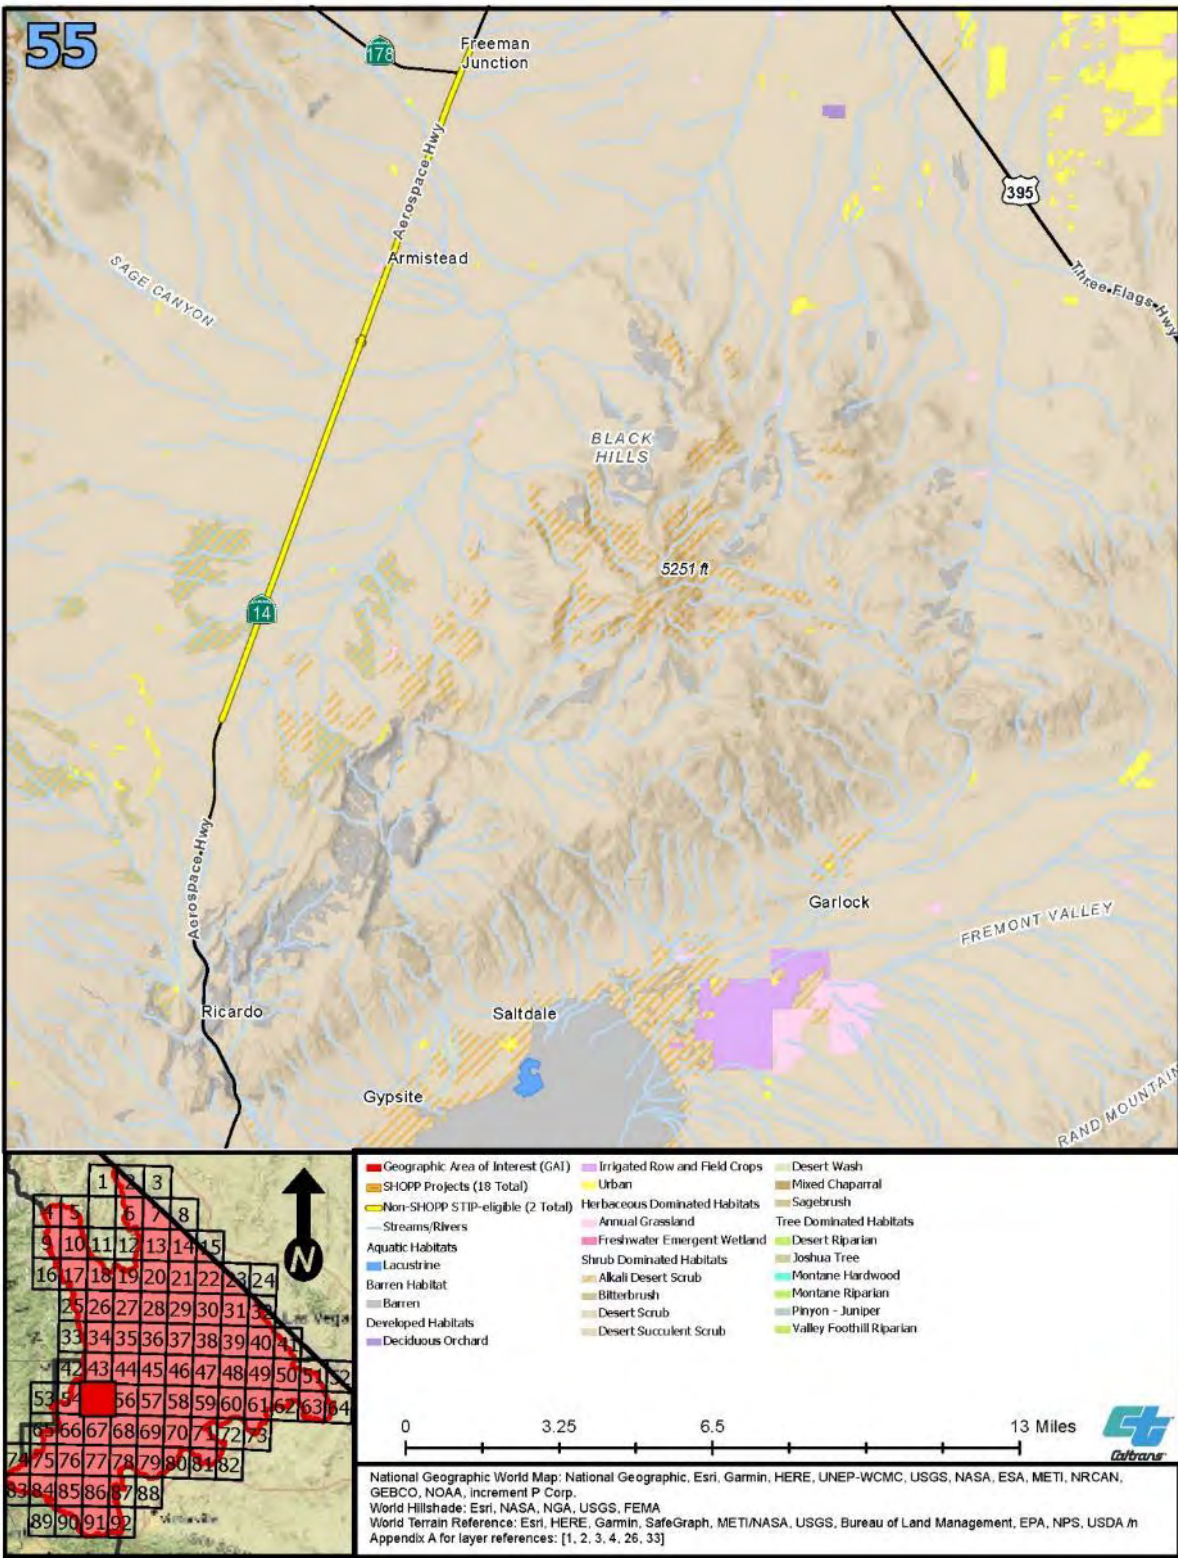 55
178
Freeman
Junction
Aerospace Hwy
395
Armistead
Three Flags Hwy
SAGE CANYON
BLACK
HILLS
5251 ft
14
Aerospace Hwy
Garlock
FREMONT VALLEY
Ricardo
Saltdale
Gypsite
RAND MOUNTAIN
1 2 3
4 5 6 7 8
9 10 11 12 13 14 15
16 17 18 19 20 21 22 23 24
25 26 27 28 29 30 31 32
Las Vegas
33 34 35 36 37 38 39 40 41
42 43 44 45 46 47 48 49 50 51 52
53 54 56 57 58 59 60 61 62 63 64
65 66 67 68 69 70 71 72 73
74 75 76 77 78 79 80 81 82
83 84 85 86 87 88
89 90 91 92
Victorville
N
Geographic Area of Interest (GAI)
SHOPP Projects (18 Total)
Non-SHOPP STIP-eligible (2 Total)
Streams/Rivers
Aquatic Habitats
Lacustrine
Barren Habitat
Barren
Developed Habitats
Deciduous Orchard
Irrigated Row and Field Crops
Urban
Herbaceous Dominated Habitats
Annual Grassland
Freshwater Emergent Wetland
Shrub Dominated Habitats
Alkali Desert Scrub
Bitterbrush
Desert Scrub
Desert Succulent Scrub
Desert Wash
Mixed Chaparral
Sagebrush
Tree Dominated Habitats
Desert Riparian
Joshua Tree
Montane Hardwood
Montane Riparian
Pinyon - Juniper
Valley Foothill Riparian
0 3.25 6.5 13 Miles
Caltrans
National Geographic World Map: National Geographic, Esri, Garmin, HERE, UNEP-WCMC, USGS, NASA, ESA, METI, NRCAN,
GEBCO, NOAA, increment P Corp.
World Hillshade: Esri, NASA, NGA, USGS, FEMA
World Terrain Reference: Esri, HERE, Garmin, SafeGraph, METI/NASA, USGS, Bureau of Land Management, EPA, NPS, USDA /n
Appendix A for layer references: [1, 2, 3, 4, 26, 33]